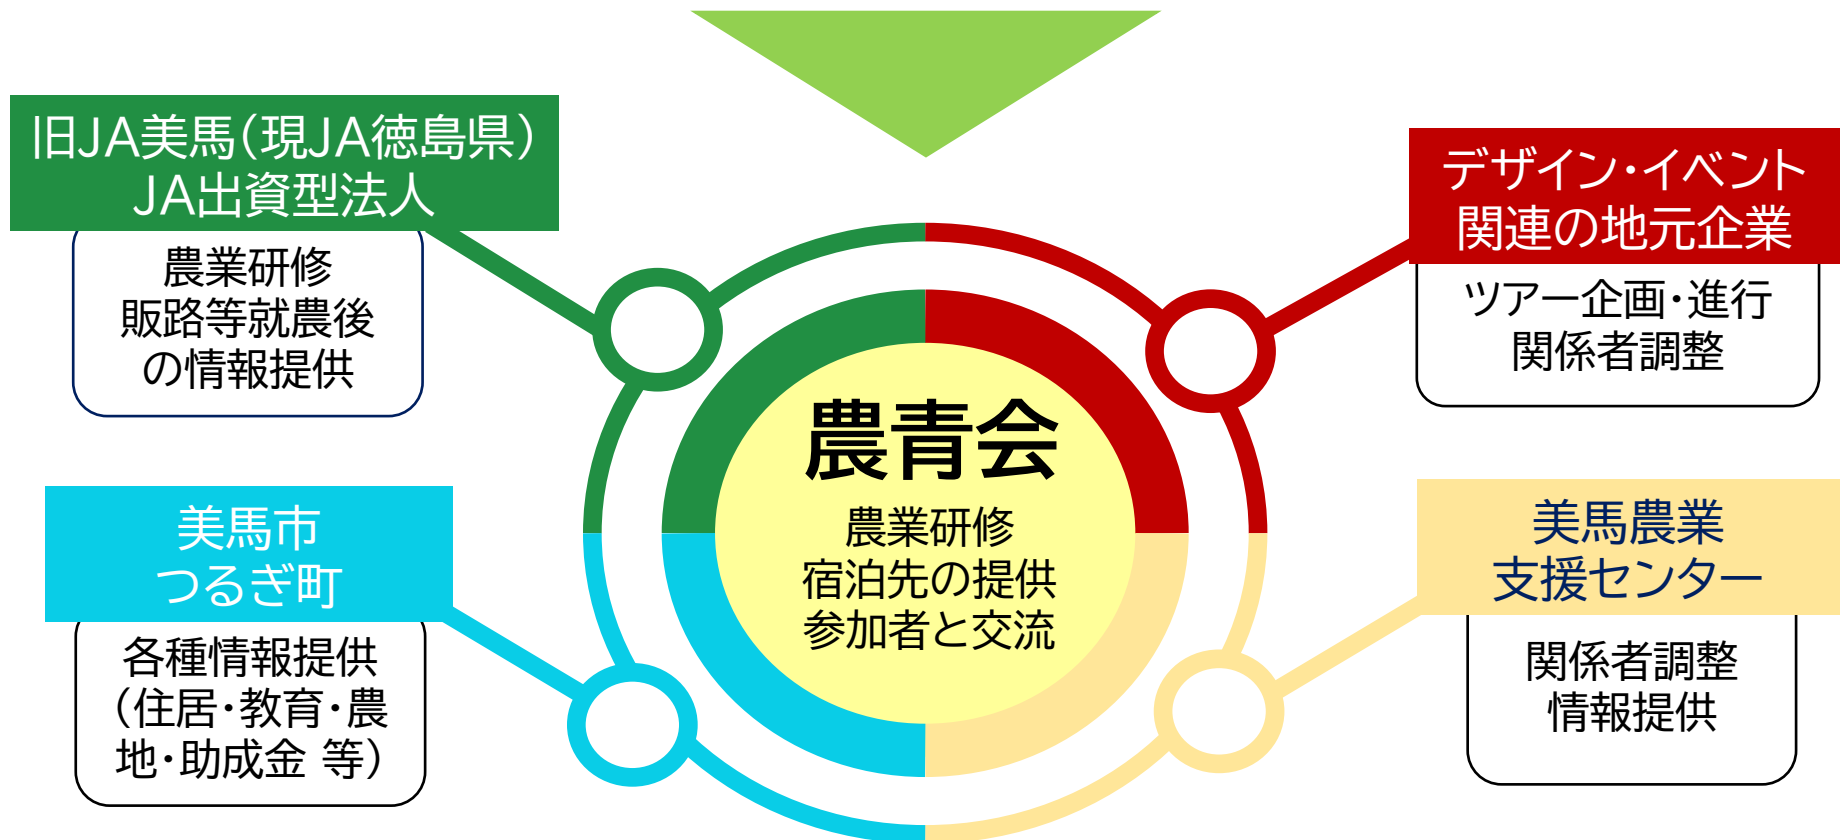 旧JA美馬(現JA徳島県)
JA出資型法人
農業研修
販路等就農後
の情報提供
デザイン・イベント
関連の地元企業
ツアー企画・進行
関係者調整
農青会
農業研修
宿泊先の提供
参加者と交流
美馬市
つるぎ町
各種情報提供
(住居・教育・農
地・助成金 等)
美馬農業
支援センター
関係者調整
情報提供